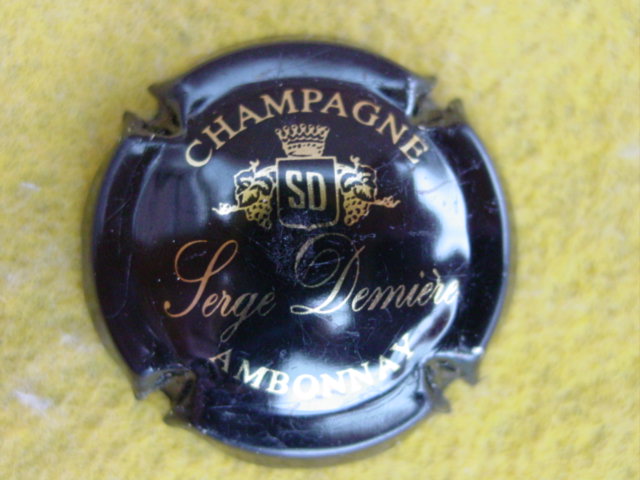 CHAMPAGNE
SD
Serge Demière
AMBONNAY